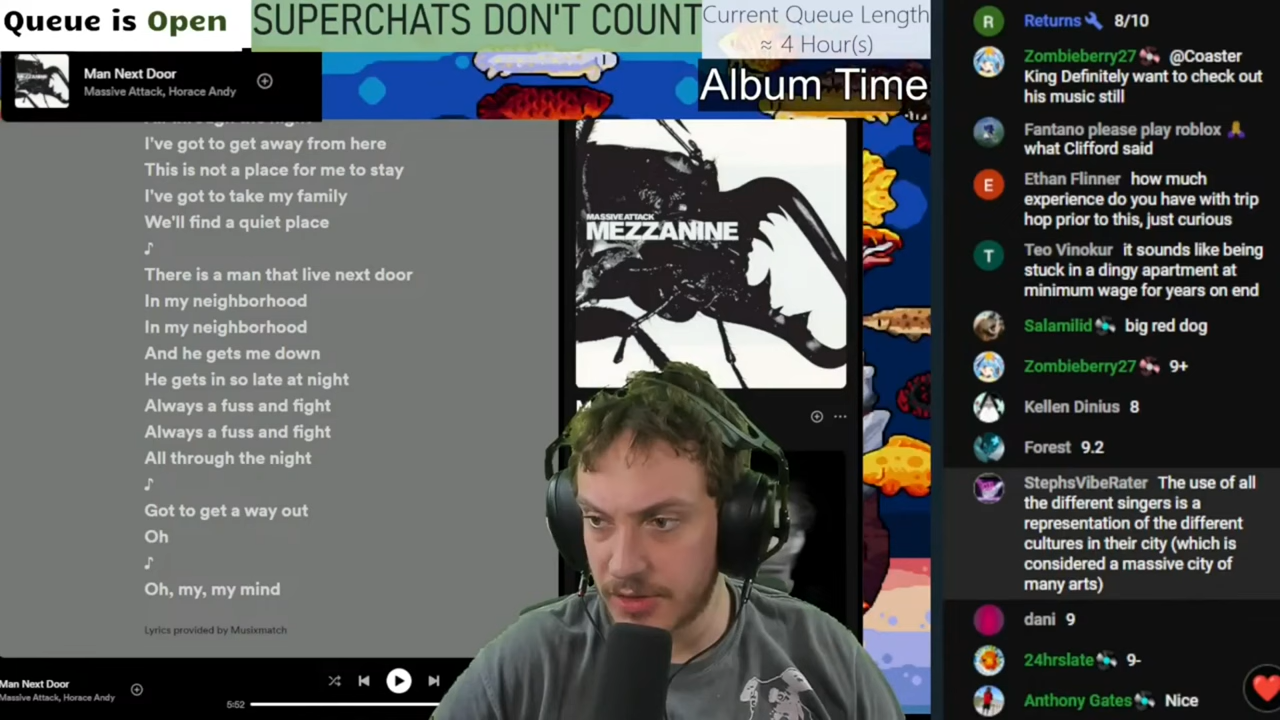 Queue is Open
SUPERCHATS DON'T COUNT
Current Queue Length
≈ 4 Hour(s)
Album Time
Man Next Door
Massive Attack, Horace Andy
I've got to get away from here
This is not a place for me to stay
I've got to take my family
We'll find a quiet place
♪
There is a man that live next door
In my neighborhood
In my neighborhood
And he gets me down
He gets in so late at night
Always a fuss and fight
Always a fuss and fight
All through the night
♪
Got to get a way out
Oh
♪
Oh, my, my mind
Lyrics provided by Musixmatch
MASSIVE ATTACK
MEZZANINE
Man Next Door
Massive Attack, Horace Andy
5:52
R
Returns 8/10
Zombieberry27 @Coaster
King Definitely want to check out
his music still
Fantano please play roblox 🙏
what Clifford said
E
Ethan Flinner how much
experience do you have with trip
hop prior to this, just curious
T
Teo Vinokur it sounds like being
stuck in a dingy apartment at
minimum wage for years on end
Salamilid big red dog
Zombieberry27 9+
Kellen Dinius 8
Forest 9.2
StephsVibeRater The use of all
the different singers is a
representation of the different
cultures in their city (which is
considered a massive city of
many arts)
dani 9
24hrslate 9-
Anthony Gates Nice